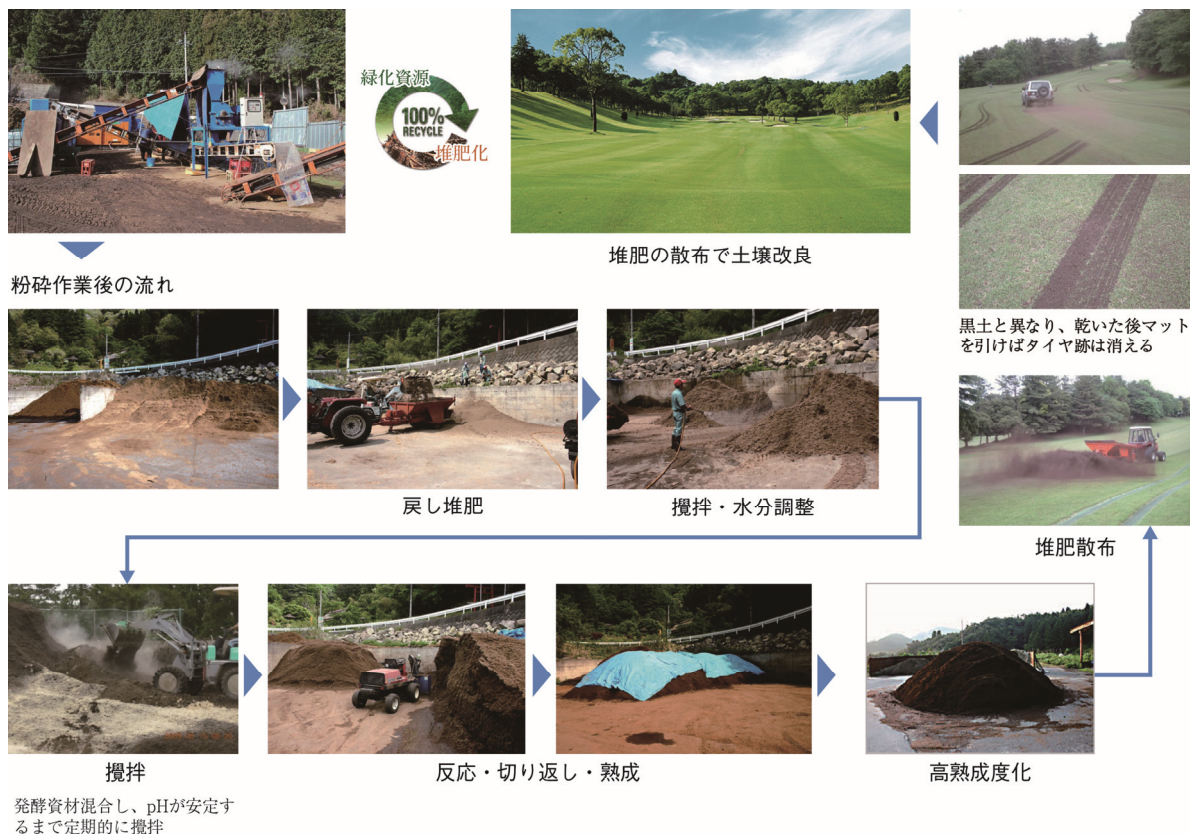 緑化資源
100%
RECYCLE
堆肥化
堆肥の散布で土壌改良
粉砕作業後の流れ
黒土と異なり、乾いた後マット
を引けばタイヤ跡は消える
戻し堆肥
攪拌・水分調整
堆肥散布
攪拌
発酵資材混合し、pHが安定す
るまで定期的に攪拌
反応・切り返し・熟成
高熟成度化